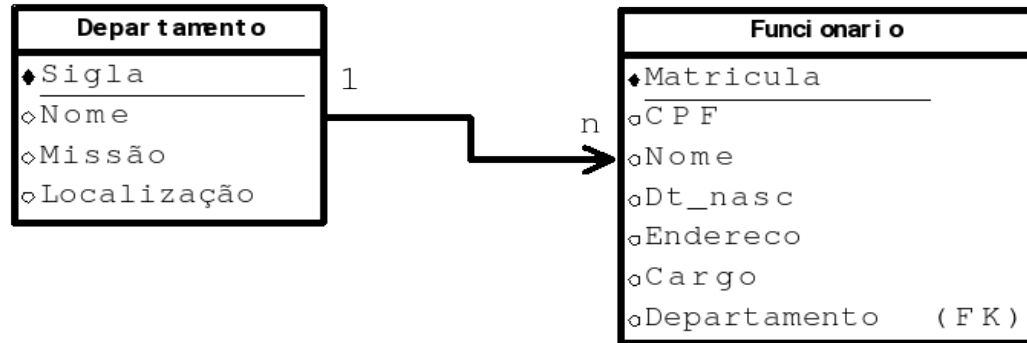 Departamento
Sigla
Nome
Missão
Localização
1
n
Funcionario
Matricula
CPF
Nome
Dt_nasc
Endereco
Cargo
Departamento (FK)